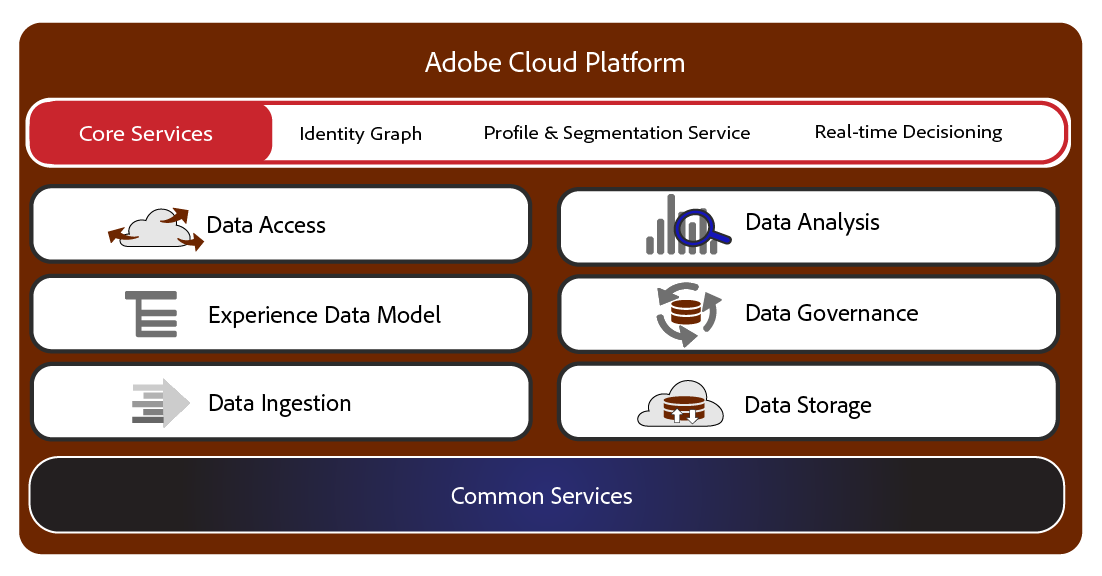 Adobe Cloud Platform
Core Services
Identity Graph
Profile & Segmentation Service
Real-time Decisioning
Data Access
Data Analysis
Experience Data Model
Data Governance
Data Ingestion
Data Storage
Common Services